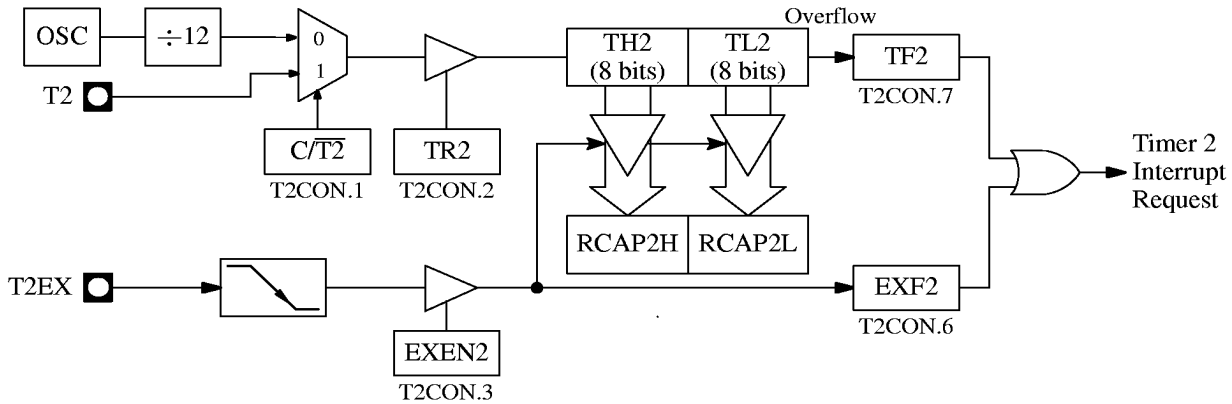 Overflow
OSC
÷12
0
1
T2
TH2
(8 bits)
TL2
(8 bits)
TF2
T2CON.7
C/T̅2̅
T2CON.1
TR2
T2CON.2
Timer 2
Interrupt
Request
RCAP2H
RCAP2L
T2EX
EXF2
T2CON.6
EXEN2
T2CON.3